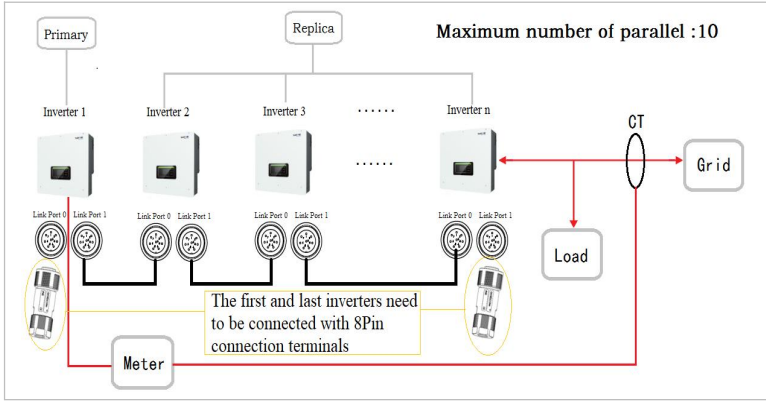 Primary
Replica
Maximum number of parallel :10
Inverter 1
Inverter 2
Inverter 3
······
Inverter n
······
CT
Grid
Load
Link Port 0
Link Port 1
Link Port 0
Link Port 1
Link Port 0
Link Port 1
Link Port 0
Link Port 1
The first and last inverters need
to be connected with 8Pin
connection terminals
Meter